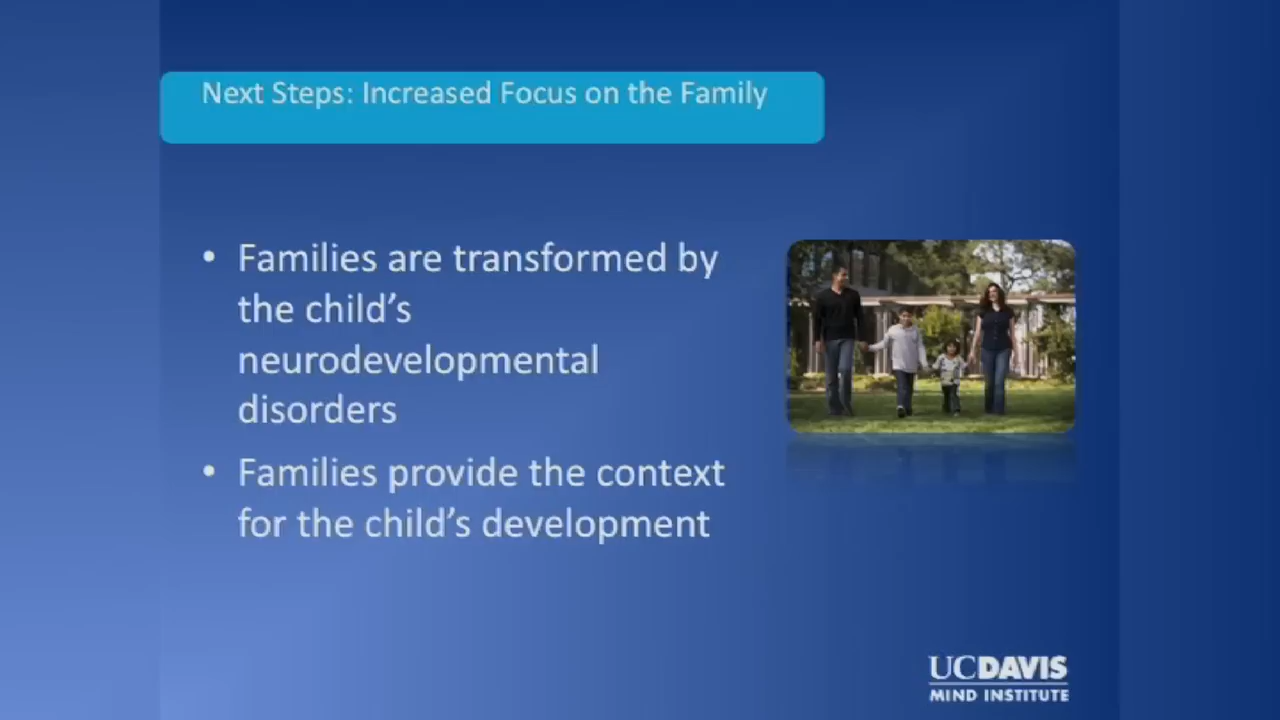 Next Steps: Increased Focus on the Family
• Families are transformed by
the child's
neurodevelopmental
disorders
• Families provide the context
for the child's development
UCDAVIS
MIND INSTITUTE